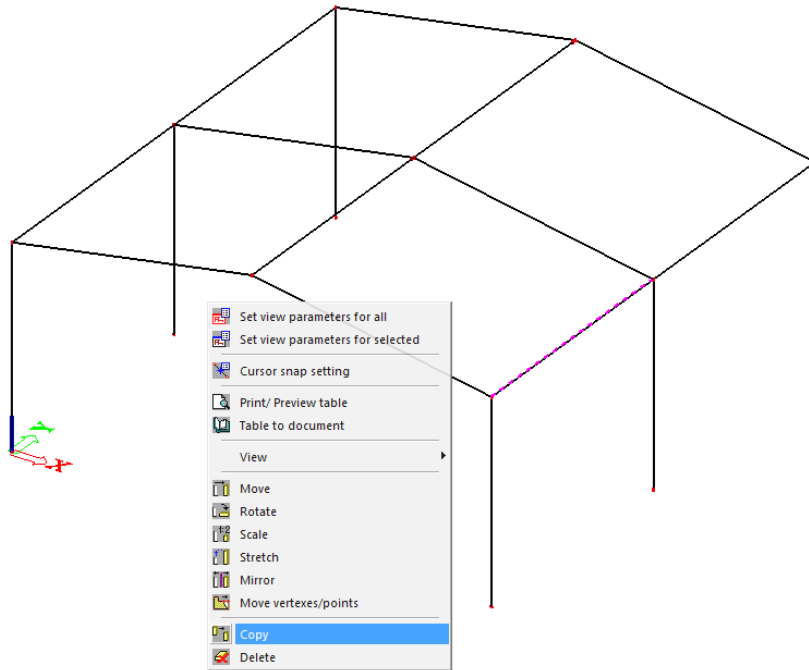 Set view parameters for all
Set view parameters for selected
Cursor snap setting
Print/ Preview table
Table to document
View
Move
Rotate
Scale
Stretch
Mirror
Move vertexes/points
Copy
Delete
Y
X